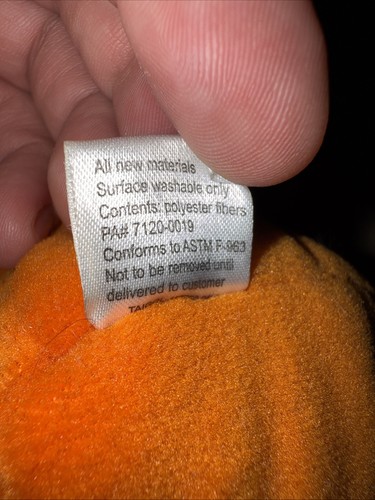 All new materials
Surface washable only
Contents: polyester fibers
PA# 7120-0019
Conforms to ASTM F-963
Not to be removed until
delivered to customer